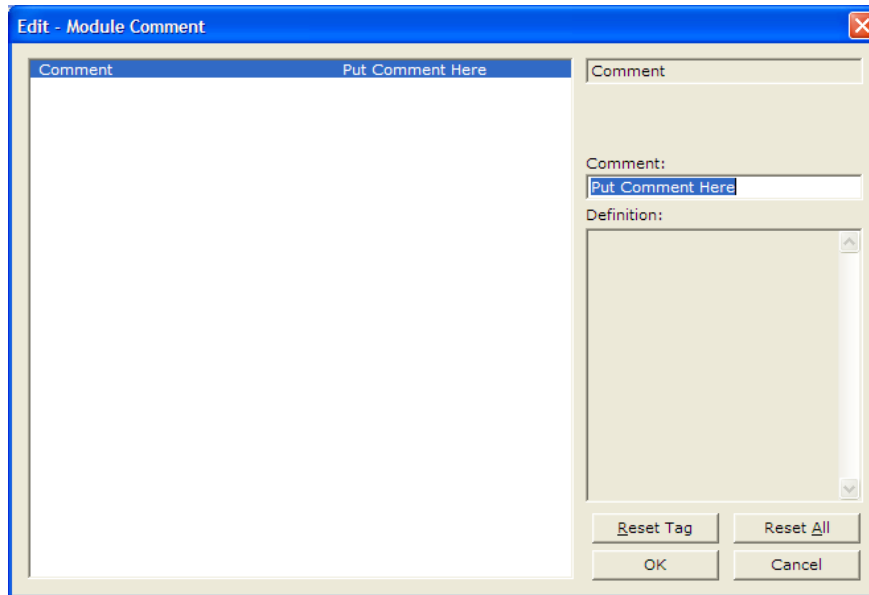 Edit - Module Comment
Comment Put Comment Here
Comment
Comment:
Put Comment Here
Definition:
Reset Tag Reset All
OK Cancel